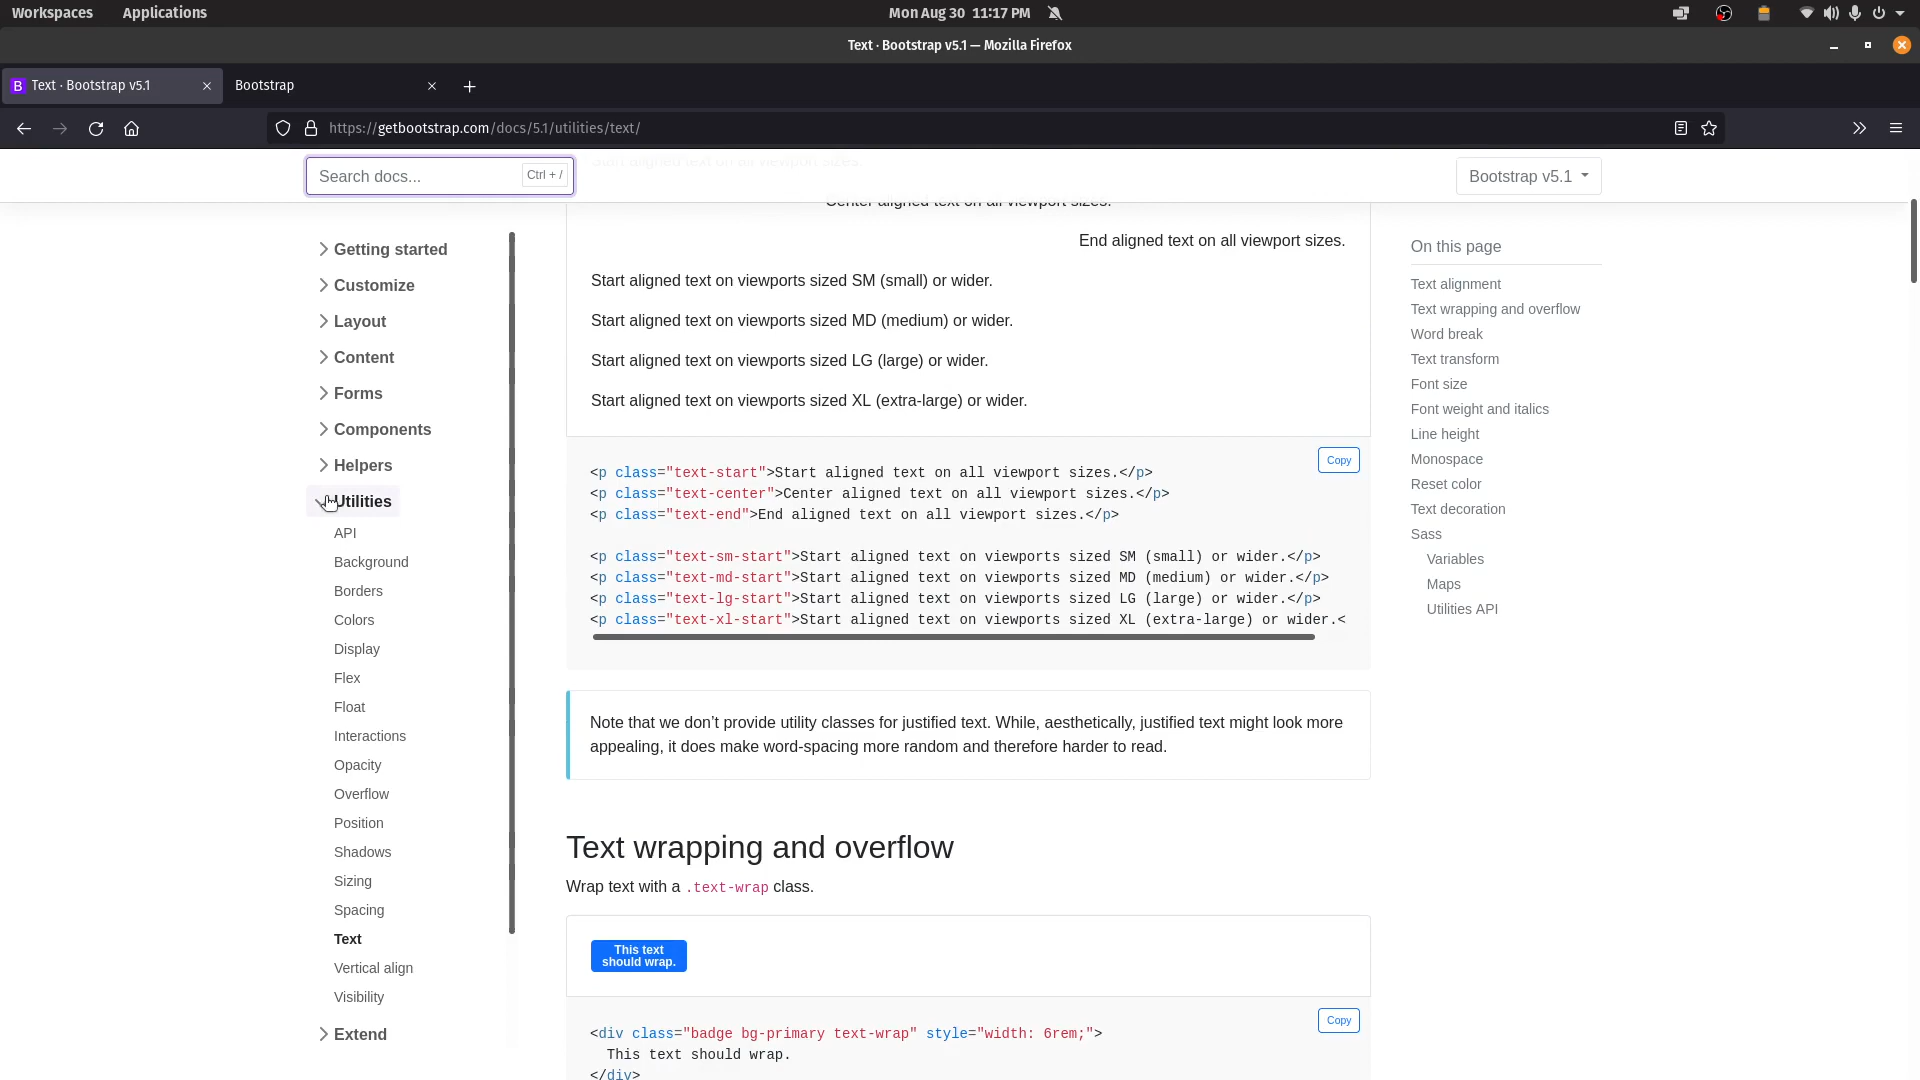 Workspaces
Applications
Mon Aug 30 11:17 PM
Text · Bootstrap v5.1 — Mozilla Firefox
B Text · Bootstrap v5.1
Bootstrap
https://getbootstrap.com/docs/5.1/utilities/text/
Search docs...
Ctrl + /
Bootstrap v5.1
Getting started
Customize
Layout
Content
Forms
Components
Helpers
Utilities
API
Background
Borders
Colors
Display
Flex
Float
Interactions
Opacity
Overflow
Position
Shadows
Sizing
Spacing
Text
Vertical align
Visibility
Extend
Start aligned text on all viewport sizes.
Center aligned text on all viewport sizes.
End aligned text on all viewport sizes.
Start aligned text on viewports sized SM (small) or wider.
Start aligned text on viewports sized MD (medium) or wider.
Start aligned text on viewports sized LG (large) or wider.
Start aligned text on viewports sized XL (extra-large) or wider.
Copy
<p class="text-start">Start aligned text on all viewport sizes.</p>
<p class="text-center">Center aligned text on all viewport sizes.</p>
<p class="text-end">End aligned text on all viewport sizes.</p>
<p class="text-sm-start">Start aligned text on viewports sized SM (small) or wider.</p>
<p class="text-md-start">Start aligned text on viewports sized MD (medium) or wider.</p>
<p class="text-lg-start">Start aligned text on viewports sized LG (large) or wider.</p>
<p class="text-xl-start">Start aligned text on viewports sized XL (extra-large) or wider.<
Note that we don’t provide utility classes for justified text. While, aesthetically, justified text might look more
appealing, it does make word-spacing more random and therefore harder to read.
Text wrapping and overflow
Wrap text with a .text-wrap class.
This text
should wrap.
Copy
<div class="badge bg-primary text-wrap" style="width: 6rem;">
This text should wrap.
</div>
On this page
Text alignment
Text wrapping and overflow
Word break
Text transform
Font size
Font weight and italics
Line height
Monospace
Reset color
Text decoration
Sass
Variables
Maps
Utilities API